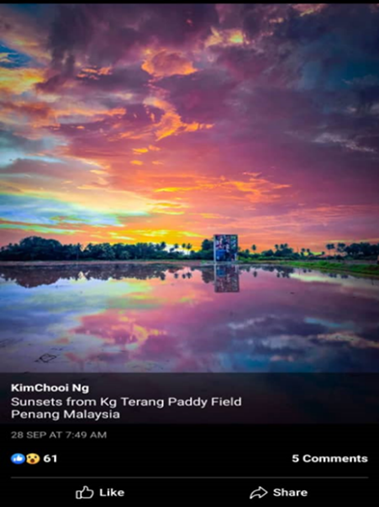 KimChooi Ng
Sunsets from Kg Terang Paddy Field
Penang Malaysia
28 SEP AT 7:49 AM
61
5 Comments
Like
Share